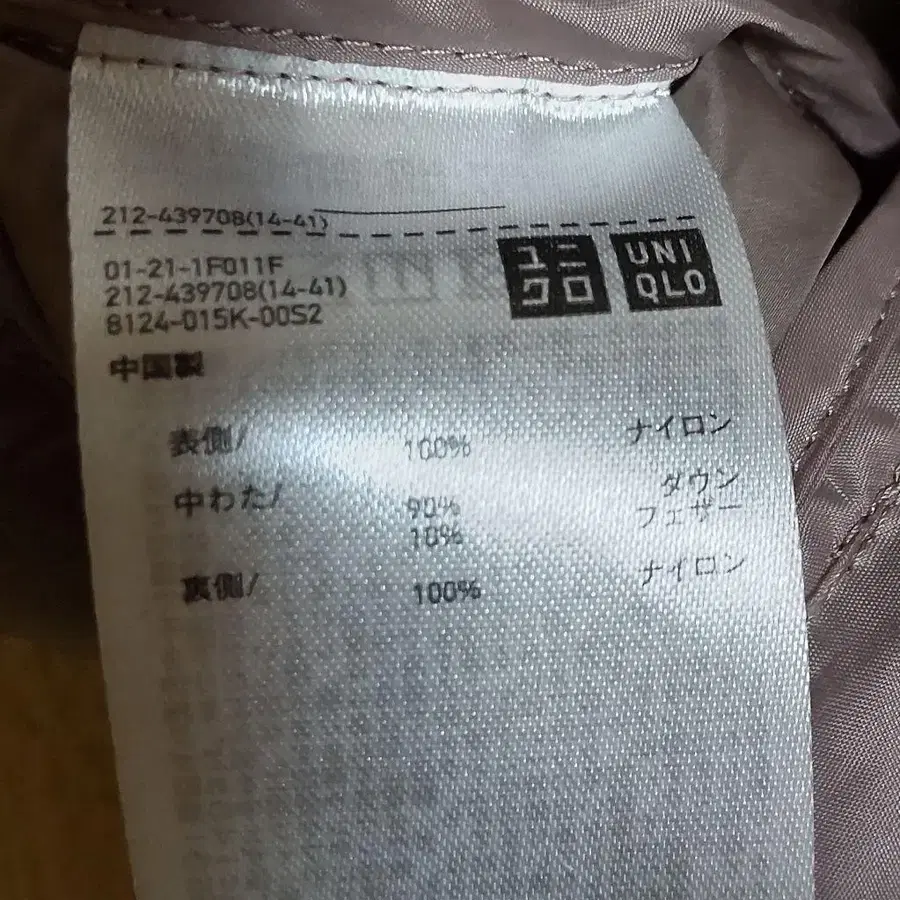 212-439708(14-41)
ユニクロ
UNIQLO
01-21-1F011F
212-439708(14-41)
8124-015K-00S2
中国製
表側/ 100% ナイロン
中わた/ 90% ダウン
10% フェザー
裏側/ 100% ナイロン